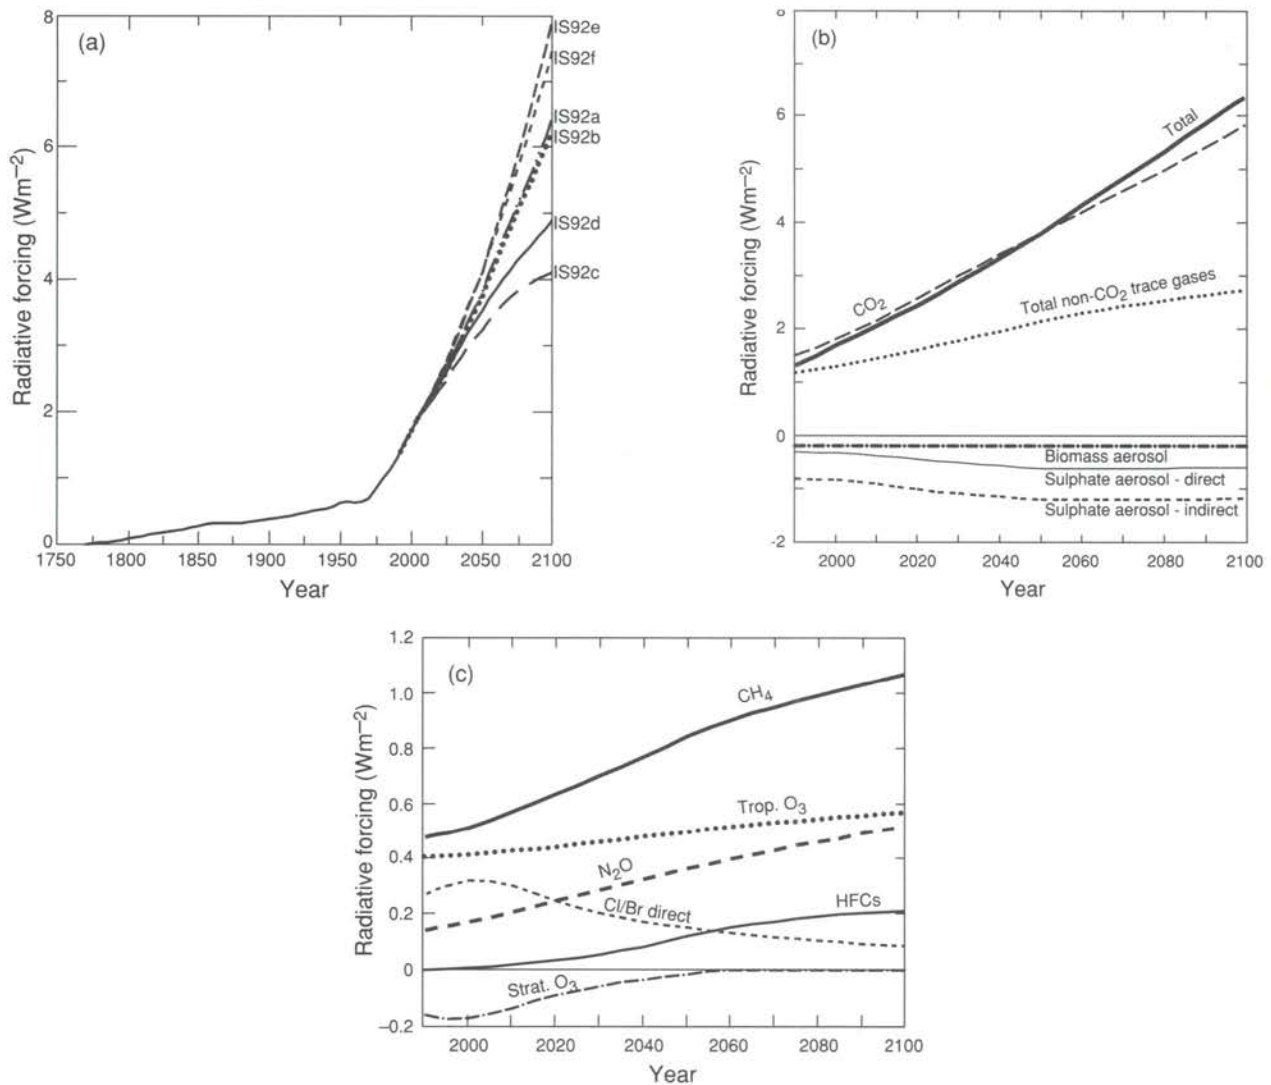 (a)
8
6
4
2
0
Radiative forcing (Wm–2)
IS92e
IS92f
IS92a
IS92b
IS92d
IS92c
1750 1800 1850 1900 1950 2000 2050 2100
Year
(b)
8
6
4
2
0
-2
Radiative forcing (Wm–2)
Total
CO2
Total non-CO2 trace gases
Biomass aerosol
Sulphate aerosol - direct
Sulphate aerosol - indirect
2000 2020 2040 2060 2080 2100
Year
(c)
1.2
1.0
0.8
0.6
0.4
0.2
0
–0.2
Radiative forcing (Wm–2)
CH4
Trop. O3
N2O
Cl/Br direct
HFCs
Strat. O3
2000 2020 2040 2060 2080 2100
Year